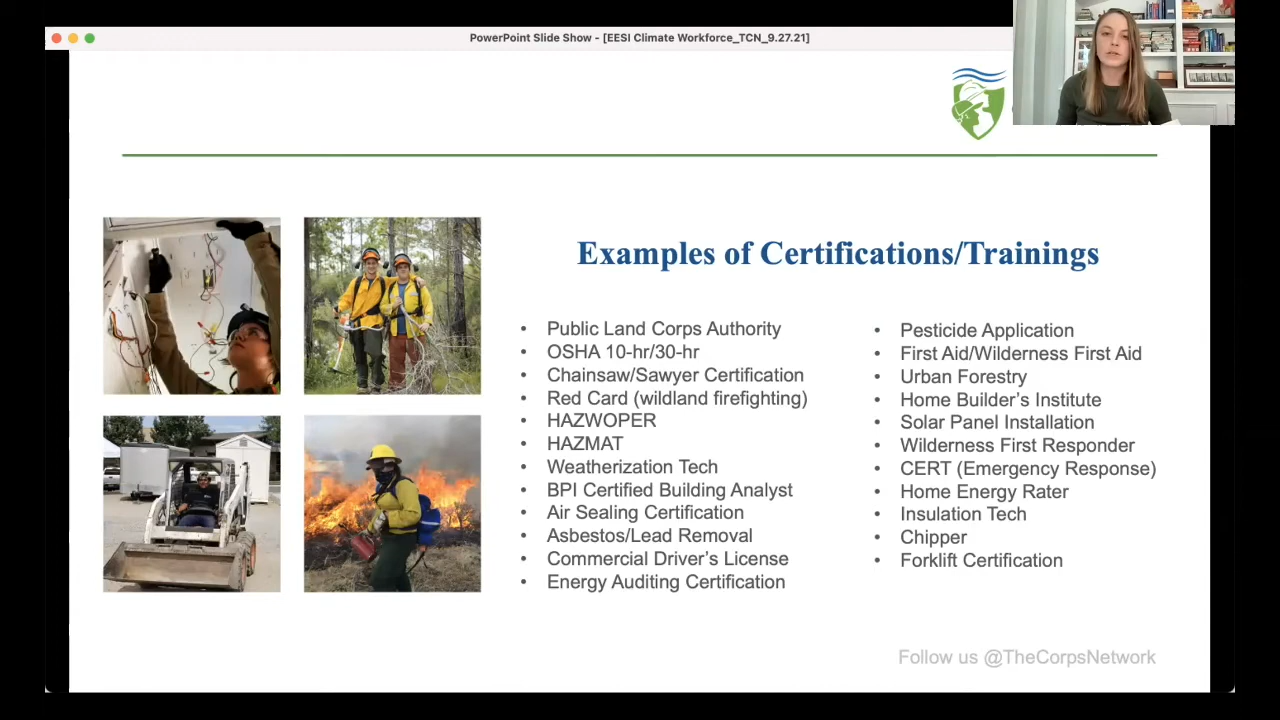 PowerPoint Slide Show - [EESI Climate Workforce_TCN_9.27.21]
Examples of Certifications/Trainings
• Public Land Corps Authority
• OSHA 10-hr/30-hr
• Chainsaw/Sawyer Certification
• Red Card (wildland firefighting)
• HAZWOPER
• HAZMAT
• Weatherization Tech
• BPI Certified Building Analyst
• Air Sealing Certification
• Asbestos/Lead Removal
• Commercial Driver’s License
• Energy Auditing Certification
• Pesticide Application
• First Aid/Wilderness First Aid
• Urban Forestry
• Home Builder’s Institute
• Solar Panel Installation
• Wilderness First Responder
• CERT (Emergency Response)
• Home Energy Rater
• Insulation Tech
• Chipper
• Forklift Certification
Follow us @TheCorpsNetwork